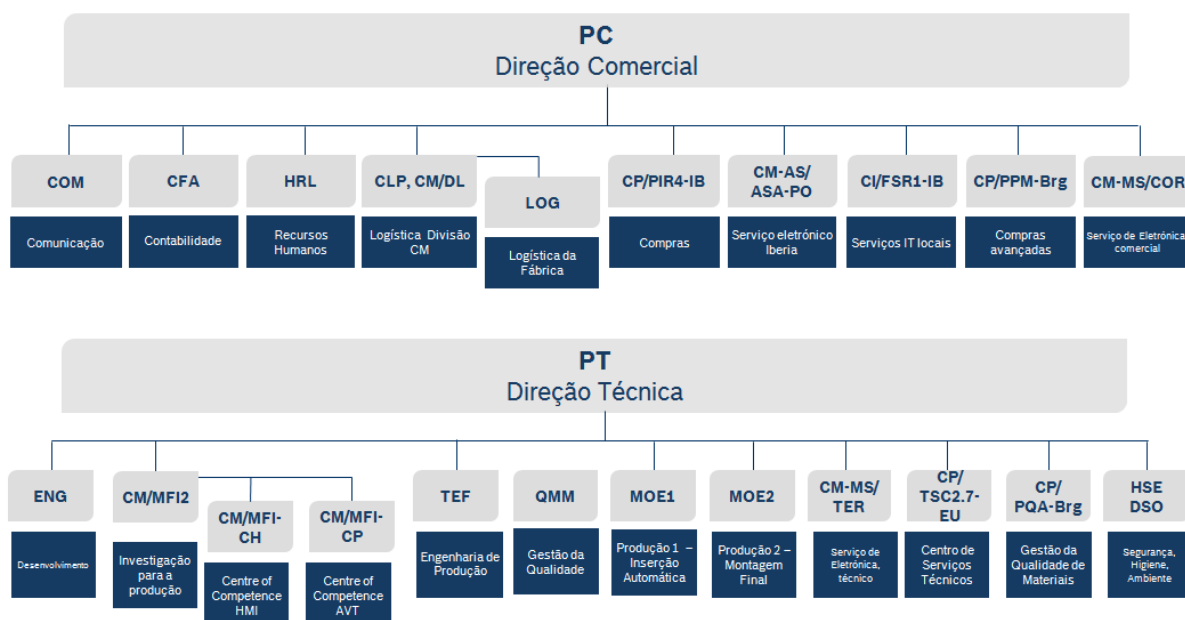 PC
Direção Comercial
COM
Comunicação
CFA
Contabilidade
HRL
Recursos
Humanos
CLP, CM/DL
Logística Divisão
CM
LOG
Logística da
Fábrica
CP/PIR4-IB
Compras
CM-AS/
ASA-PO
Serviço eletrónico
Iberia
CI/FSR1-IB
Serviços IT locais
CP/PPM-Brg
Compras
avançadas
CM-MS/COR
Serviço de Eletrónica,
comercial
PT
Direção Técnica
ENG
Desenvolvimento
CM/MFI2
Investigação
para a
produção
CM/MFI-
CH
Centre of
Competence
HMI
CM/MFI-
CP
Centre of
Competence
AVT
TEF
Engenharia de
Produção
QMM
Gestão da
Qualidade
MOE1
Produção 1 –
Inserção
Automática
MOE2
Produção 2 –
Montagem
Final
CM-MS/
TER
Serviço de
Eletrónica,
técnico
CP/
TSC2.7-
EU
Centro de
Serviços
Técnicos
CP/
PQA-Brg
Gestão da
Qualidade de
Materiais
HSE
DSO
Segurança,
Higiene,
Ambiente